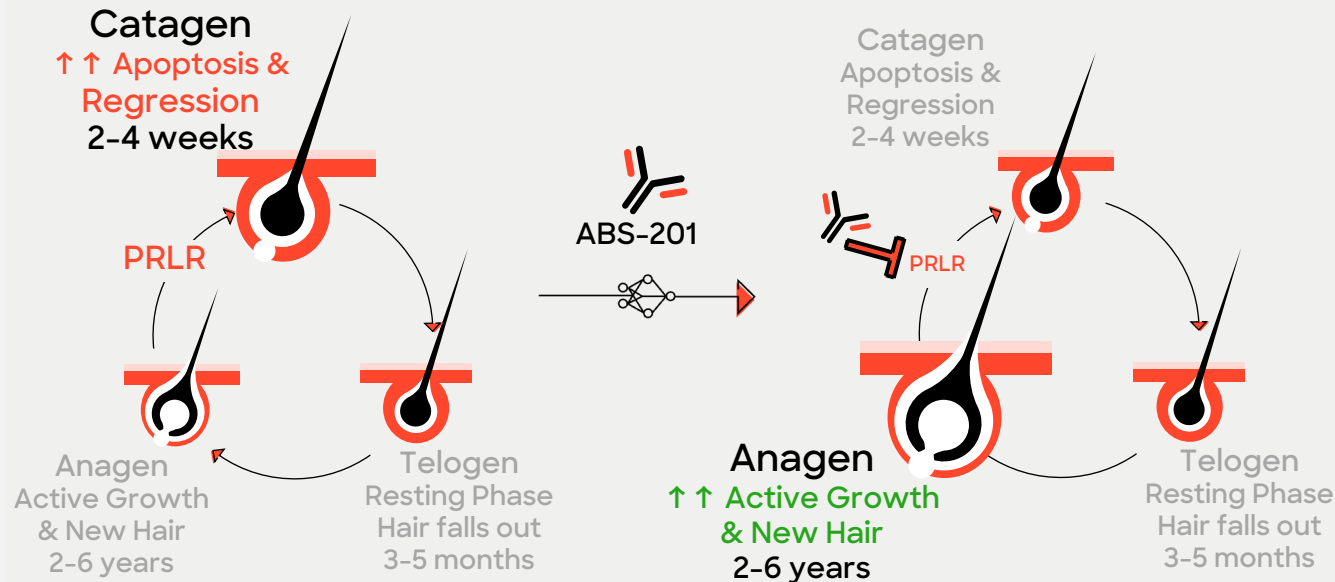 Catagen
↑↑ Apoptosis &
Regression
2-4 weeks
PRLR
Anagen
Active Growth
& New Hair
2-6 years
Telogen
Resting Phase
Hair falls out
3-5 months
ABS-201
Catagen
Apoptosis &
Regression
2-4 weeks
PRLR
Anagen
↑↑ Active Growth
& New Hair
2-6 years
Telogen
Resting Phase
Hair falls out
3-5 months